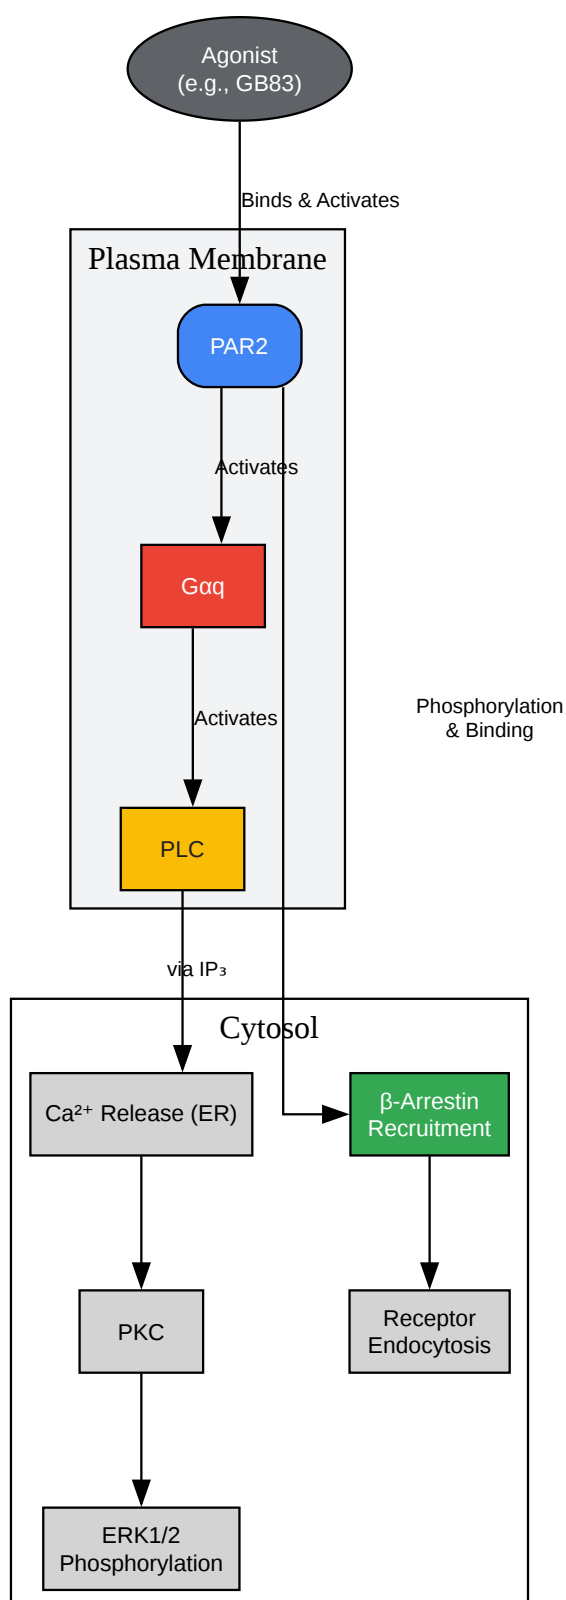 Agonist
(e.g., GB83)
Binds & Activates
Plasma Membrane
PAR2
Activates
Gαq
Phosphorylation
& Binding
Activates
PLC
via IP₃
Cytosol
Ca²⁺ Release (ER)
β-Arrestin
Recruitment
PKC
Receptor
Endocytosis
ERK1/2
Phosphorylation